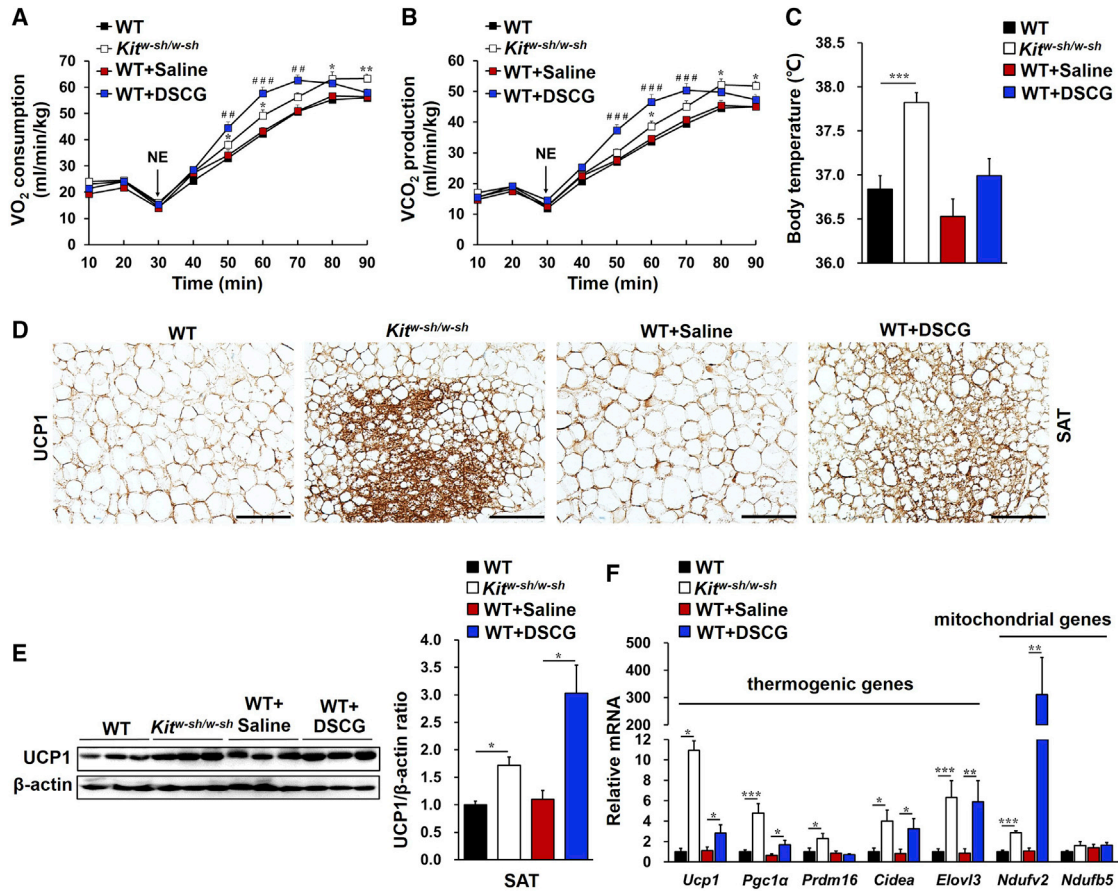 A
WT
Kit^w-sh/w-sh
WT+Saline
WT+DSCG
VO₂ consumption
(ml/min/kg)
70
60
50
40
30
20
10
0
NE
*
##
*
###
##
*
**
10 20 30 40 50 60 70 80 90
Time (min)
B
WT
Kit^w-sh/w-sh
WT+Saline
WT+DSCG
VCO₂ production
(ml/min/kg)
60
50
40
30
20
10
0
NE
###
*
###
###
*
*
10 20 30 40 50 60 70 80 90
Time (min)
C
WT
Kit^w-sh/w-sh
WT+Saline
WT+DSCG
Body temperature (℃)
38.5
38.0
37.5
37.0
36.5
36.0
***
D
WT
Kit^w-sh/w-sh
WT+Saline
WT+DSCG
UCP1
SAT
E
WT
Kit^w-sh/w-sh
WT+
Saline
WT+
DSCG
UCP1
β-actin
WT
Kit^w-sh/w-sh
WT+Saline
WT+DSCG
UCP1/β-actin ratio
4.0
3.5
3.0
2.5
2.0
1.5
1.0
0.5
0.0
*
*
SAT
F
WT
Kit^w-sh/w-sh
WT+Saline
WT+DSCG
mitochondrial genes
thermogenic genes
Relative mRNA
500
400
300
200
12
10
8
6
4
2
0
*
*
***
*
*
*
*
***
**
***
**
Ucp1 Pgc1α Prdm16 Cidea Elovl3 Ndufv2 Ndufb5